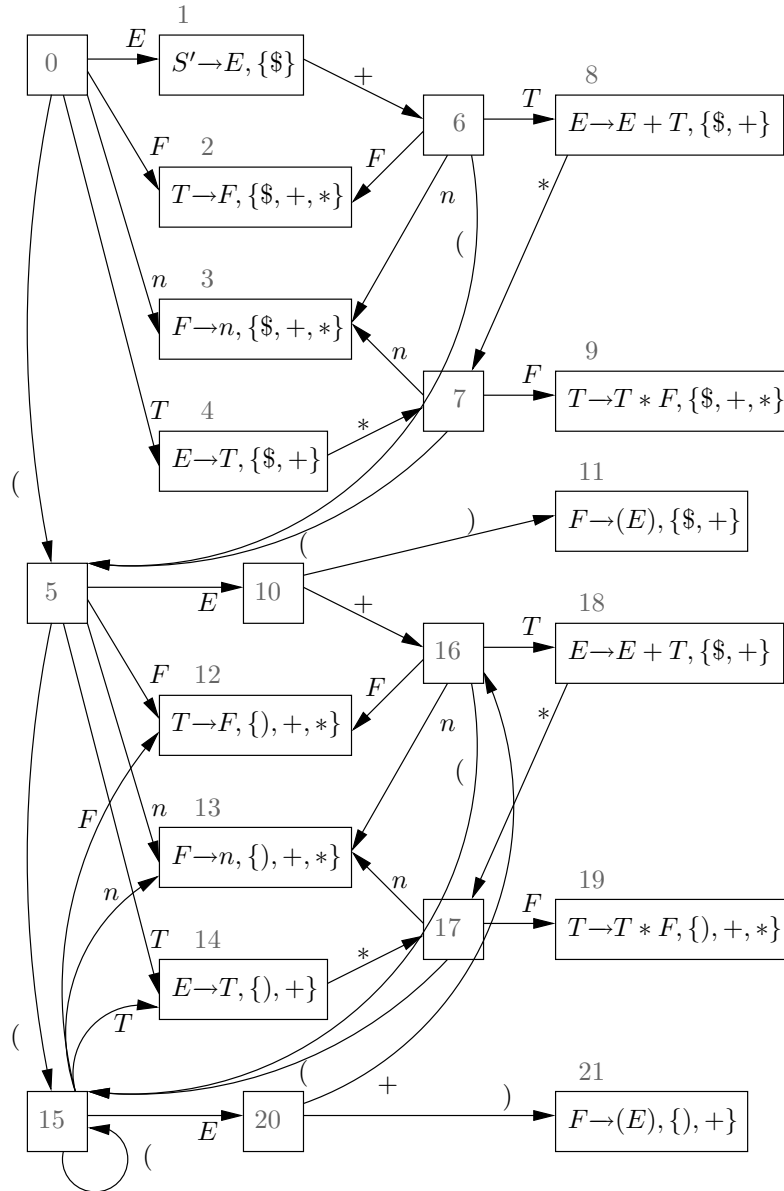 1
E
0
S′→E, {$}
+
8
T
6
E→E + T, {$, +}
F
2
F
T→F, {$, +, ∗}
n
∗
(
3
n
F→n, {$, +, ∗}
n
9
F
7
T→T ∗ F, {$, +, ∗}
T
4
∗
E→T, {$, +}
(
11
)
F→(E), {$, +}
(
5
10
E
+
18
T
16
E→E + T, {$, +}
F
12
F
T→F, {), +, ∗}
n
∗
(
13
n
F
F→n, {), +, ∗}
n
n
19
F
17
T→T ∗ F, {), +, ∗}
T
14
∗
E→T, {), +}
T
(
(
+
)
21
15
E
20
F→(E), {), +}
(